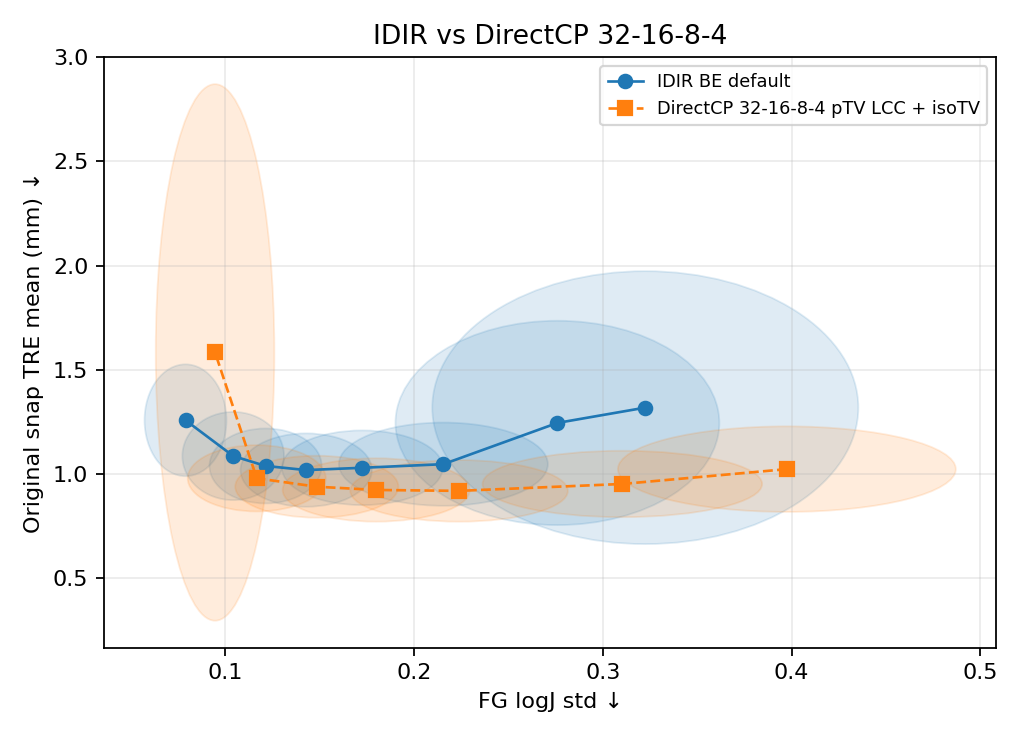 IDIR vs DirectCP 32-16-8-4
IDIR BE default
DirectCP 32-16-8-4 pTV LCC + isoTV
Original snap TRE mean (mm) ↓
3.0
2.5
2.0
1.5
1.0
0.5
0.1
0.2
0.3
0.4
0.5
FG logJ std ↓